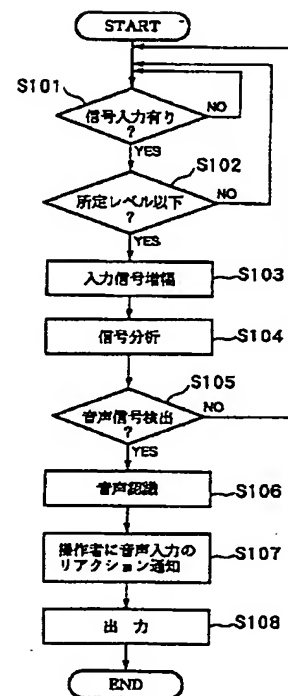 START
S101
信号入力有り
?
NO
YES
S102
所定レベル以下
?
NO
YES
入力信号増幅
S103
信号分析
S104
S105
音声信号検出
?
NO
YES
音声認識
S106
操作者に音声入力の
リアクション通知
S107
出 力
S108
END